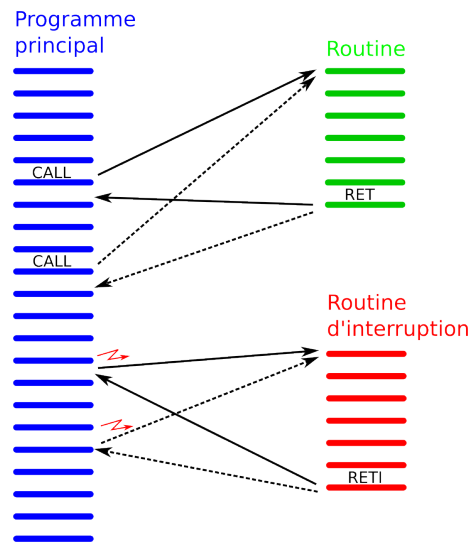 Programme
principal
Routine
CALL
RET
CALL
Routine
d'interruption
RETI